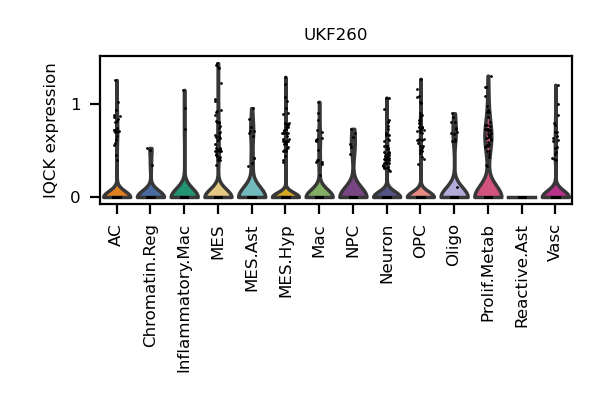 UKF260
IQCK expression
1
0
AC
Chromatin.Reg
Inflammatory.Mac
MES
MES.Ast
MES.Hyp
Mac
NPC
Neuron
OPC
Oligo
Prolif.Metab
Reactive.Ast
Vasc